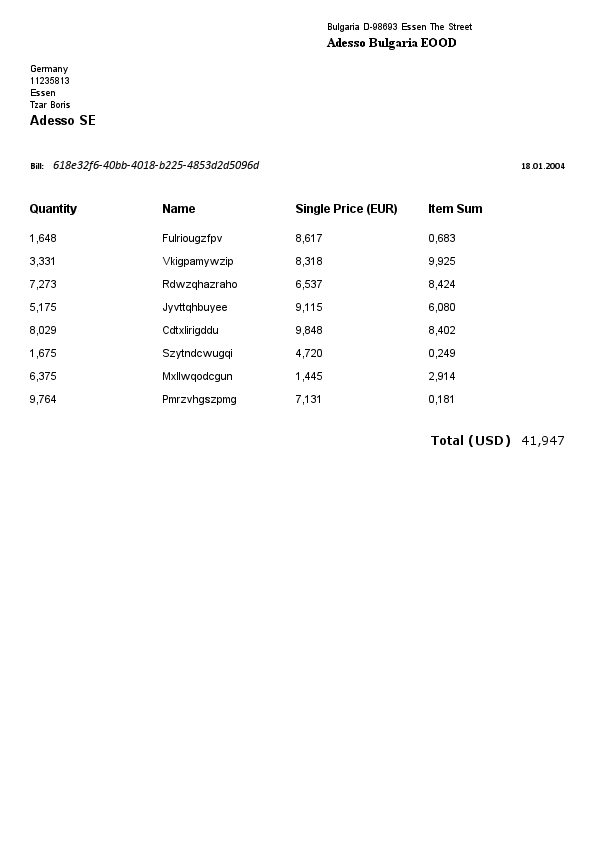 Bulgaria D-98693 Essen The Street
Adesso Bulgaria EOOD
Germany
11235813
Essen
Tzar Boris
Adesso SE
Bill: 618e32f6-40bb-4018-b225-4853d2d5096d 18.01.2004
Quantity Name Single Price (EUR) Item Sum
1,648 Fulriougzfpv 8,617 0,683
3,331 Vkigpamywzip 8,318 9,925
7,273 Rdwzqhazraho 6,537 8,424
5,175 Jyvttqhbuyee 9,115 6,080
8,029 Cdtxlirigddu 9,848 8,402
1,675 Szytndcwugqi 4,720 0,249
6,375 Mxllwqodcgun 1,445 2,914
9,764 Pmrzvhgszpmg 7,131 0,181
Total (USD) 41,947